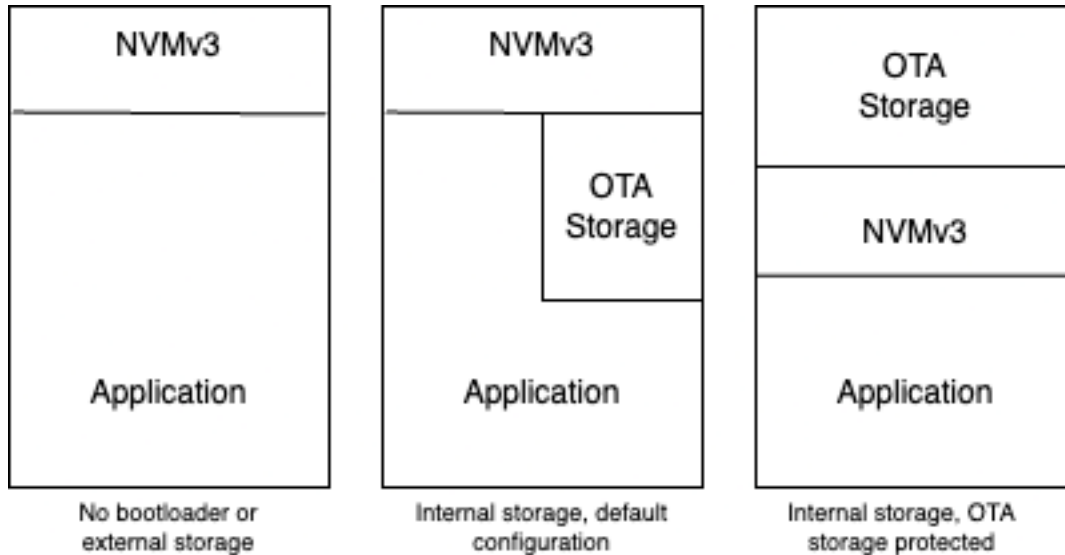 NVMv3
Application
No bootloader or
external storage
NVMv3
OTA
Storage
Application
Internal storage, default
configuration
OTA
Storage
NVMv3
Application
Internal storage, OTA
storage protected